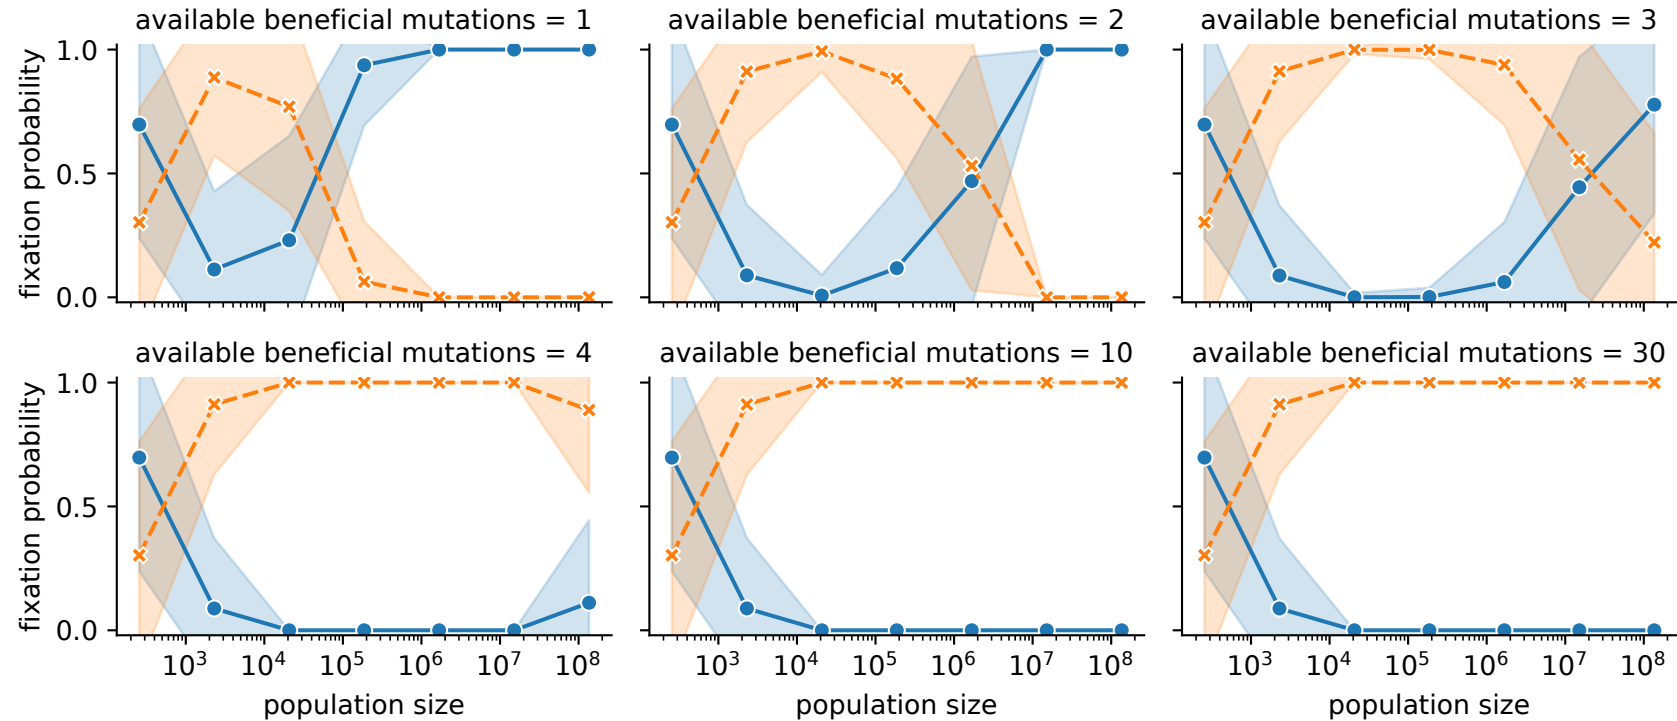 available beneficial mutations = 1
available beneficial mutations = 2
available beneficial mutations = 3
fixation probability
1.0
0.5
0.0
available beneficial mutations = 4
available beneficial mutations = 10
available beneficial mutations = 30
fixation probability
1.0
0.5
0.0
10³ 10⁴ 10⁵ 10⁶ 10⁷ 10⁸
10³ 10⁴ 10⁵ 10⁶ 10⁷ 10⁸
10³ 10⁴ 10⁵ 10⁶ 10⁷ 10⁸
population size
population size
population size